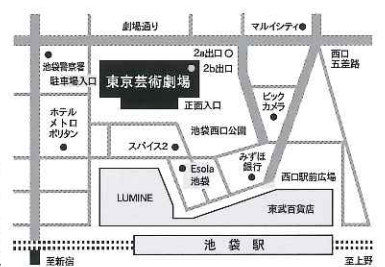 劇場通り
マルイシティ
2a出口
西口
五差路
池袋警察署
2b出口
駐車場入口
東京芸術劇場
正面入口
ビック
カメラ
ホテル
メトロ
ポリタン
池袋西口公園
スパイス2
みずほ
銀行
Esola
池袋
西口駅前広場
LUMINE
東武百貨店
池袋駅
至新宿
至上野